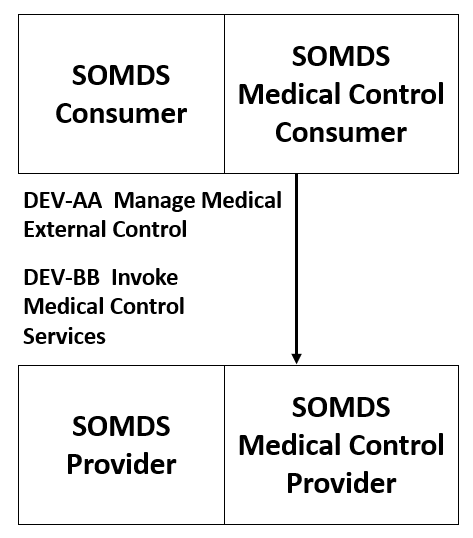 SOMDS
Consumer
SOMDS
Medical Control
Consumer
DEV-AA  Manage Medical
External Control
DEV-BB  Invoke
Medical Control
Services
SOMDS
Provider
SOMDS
Medical Control
Provider